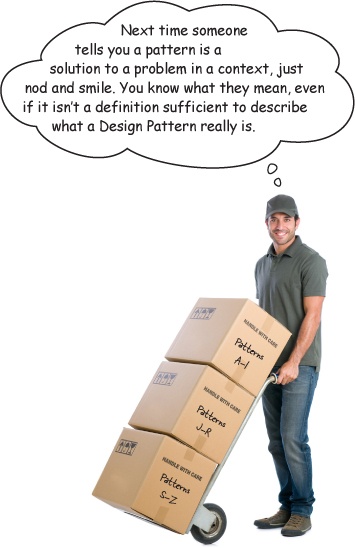 Next time someone
tells you a pattern is a
solution to a problem in a context, just
nod and smile. You know what they mean, even
if it isn't a definition sufficient to describe
what a Design Pattern really is.
HANDLE WITH CARE
Patterns
A-I
HANDLE WITH CARE
Patterns
J-R
HANDLE WITH CARE
Patterns
S-Z